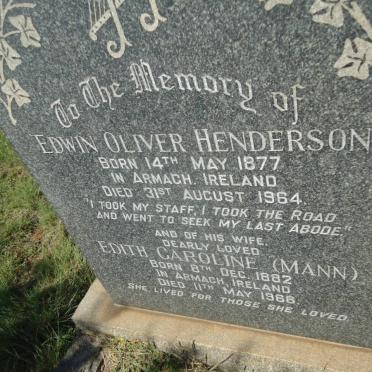 To The Memory of
EDWIN OLIVER HENDERSON
BORN 14TH MAY 1877.
IN ARMAGH, IRELAND.
DIED 31ST AUGUST 1964.
"I TOOK MY STAFF, I TOOK THE ROAD
AND WENT TO SEEK MY LAST ABODE"
AND OF HIS WIFE
DEARLY LOVED
EDITH CAROLINE (MANN)
BORN 8TH DEC. 1882
IN ARMAGH, IRELAND
DIED 11TH MAY 1968
SHE LIVED FOR THOSE SHE LOVED.